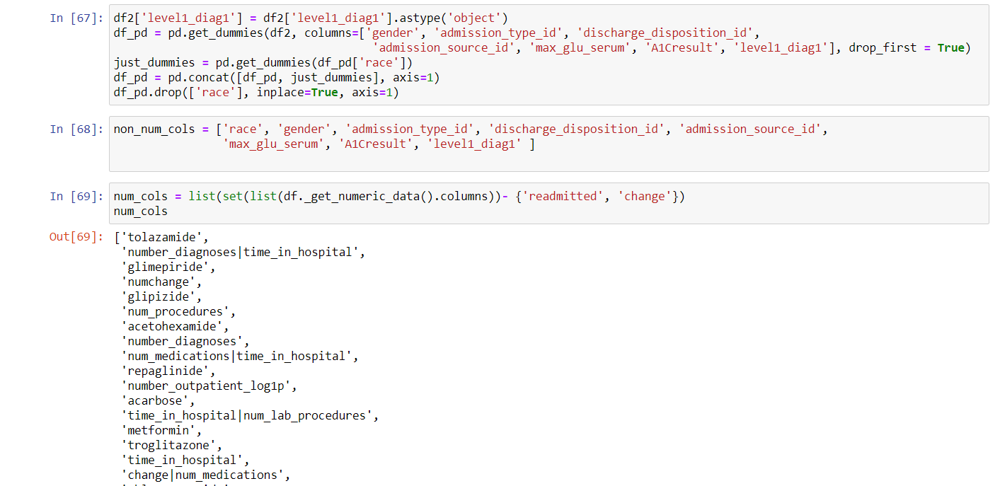 In [67]: df2['level1_diag1'] = df2['level1_diag1'].astype('object')
df_pd = pd.get_dummies(df2, columns=['gender', 'admission_type_id', 'discharge_disposition_id',
'admission_source_id', 'max_glu_serum', 'A1Cresult', 'level1_diag1'], drop_first = True)
just_dummies = pd.get_dummies(df_pd['race'])
df_pd = pd.concat([df_pd, just_dummies], axis=1)
df_pd.drop(['race'], inplace=True, axis=1)
In [68]: non_num_cols = ['race', 'gender', 'admission_type_id', 'discharge_disposition_id', 'admission_source_id',
'max_glu_serum', 'A1Cresult', 'level1_diag1' ]
In [69]: num_cols = list(set(list(df._get_numeric_data().columns))- {'readmitted', 'change'})
num_cols
Out[69]: ['tolazamide',
'number_diagnoses|time_in_hospital',
'glimepiride',
'numchange',
'glipizide',
'num_procedures',
'acetohexamide',
'number_diagnoses',
'num_medications|time_in_hospital',
'repaglinide',
'number_outpatient_log1p',
'acarbose',
'time_in_hospital|num_lab_procedures',
'metformin',
'troglitazone',
'time_in_hospital',
'change|num_medications',